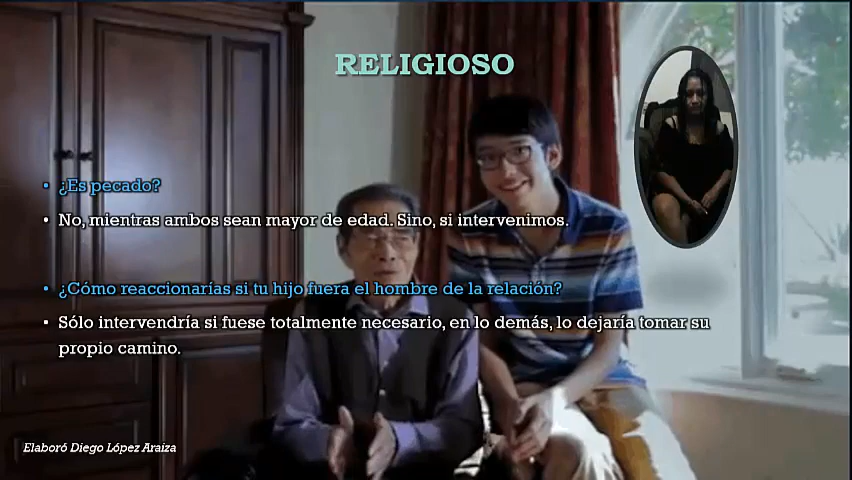 RELIGIOSO
• ¿Es pecado?
• No, mientras ambos sean mayor de edad. Sino, si intervenimos.
• ¿Cómo reaccionarías si tu hijo fuera el hombre de la relación?
• Sólo intervendría si fuese totalmente necesario, en lo demás, lo dejaría tomar su
propio camino.
Elaboró Diego López Araiza